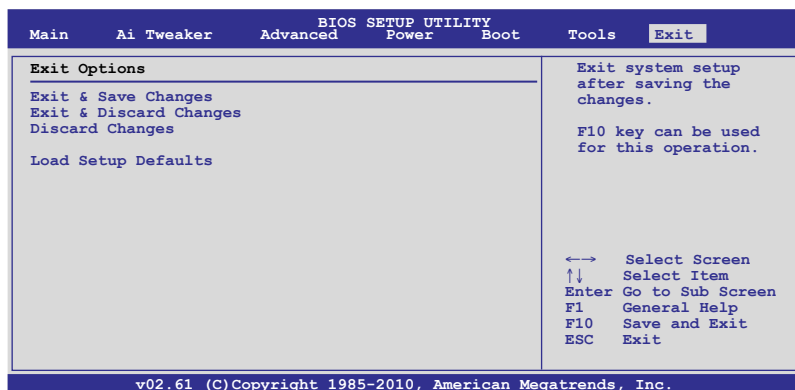 BIOS SETUP UTILITY
Main Ai Tweaker Advanced Power Boot Tools Exit
Exit Options
Exit & Save Changes
Exit & Discard Changes
Discard Changes
Load Setup Defaults
Exit system setup
after saving the
changes.
F10 key can be used
for this operation.
←→ Select Screen
↑↓ Select Item
Enter Go to Sub Screen
F1 General Help
F10 Save and Exit
ESC Exit
v02.61 (C)Copyright 1985-2010, American Megatrends, Inc.